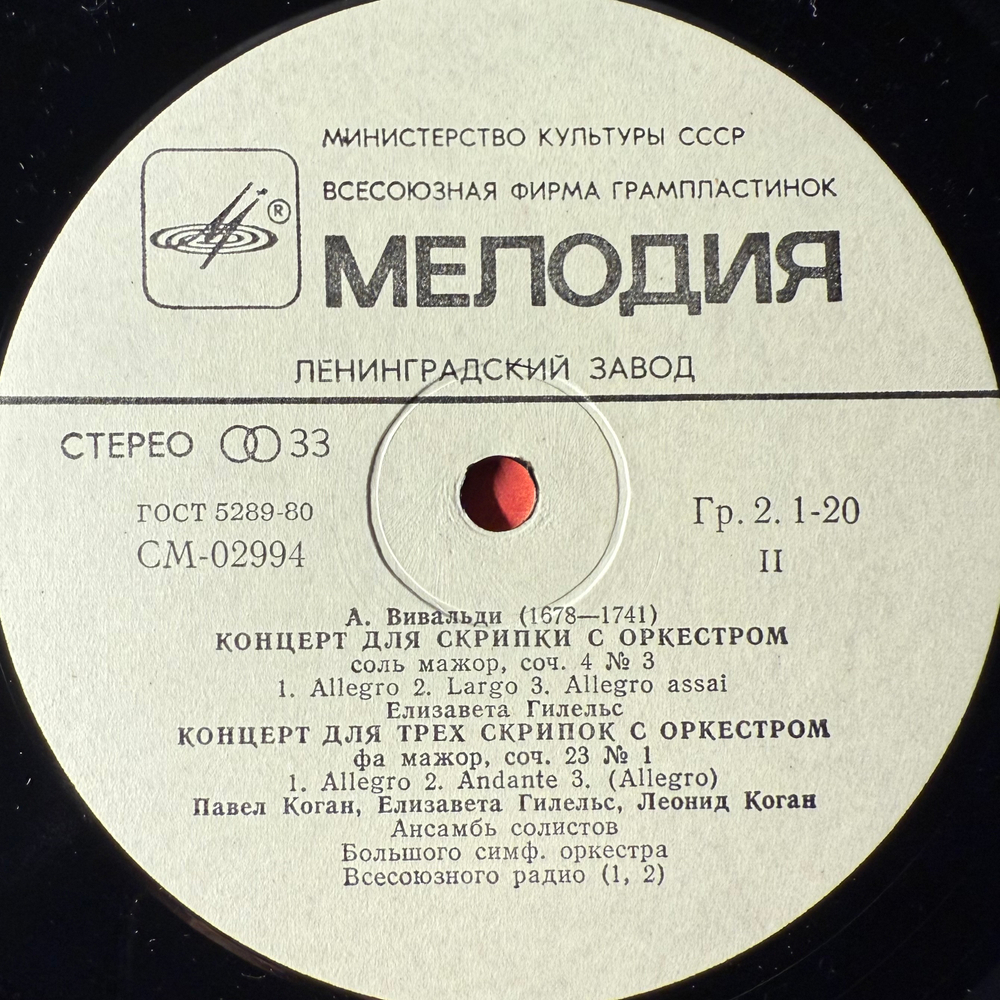 МИНИСТЕРСТВО КУЛЬТУРЫ СССР
ВСЕСОЮЗНАЯ ФИРМА ГРАМПЛАСТИНОК
®
МЕЛОДИЯ
ЛЕНИНГРАДСКИЙ ЗАВОД
СТЕРЕО 33
ГОСТ 5289-80
СМ-02994
Гр. 2. 1-20
II
А. Вивальди (1678—1741)
КОНЦЕРТ ДЛЯ СКРИПКИ С ОРКЕСТРОМ
соль мажор, соч. 4 № 3
1. Allegro 2. Largo 3. Allegro assai
Елизавета Гилельс
КОНЦЕРТ ДЛЯ ТРЕХ СКРИПОК С ОРКЕСТРОМ
фа мажор, соч. 23 № 1
1. Allegro 2. Andante 3. (Allegro)
Павел Коган, Елизавета Гилельс, Леонид Коган
Ансамбь солистов
Большого симф. оркестра
Всесоюзного радио (1, 2)